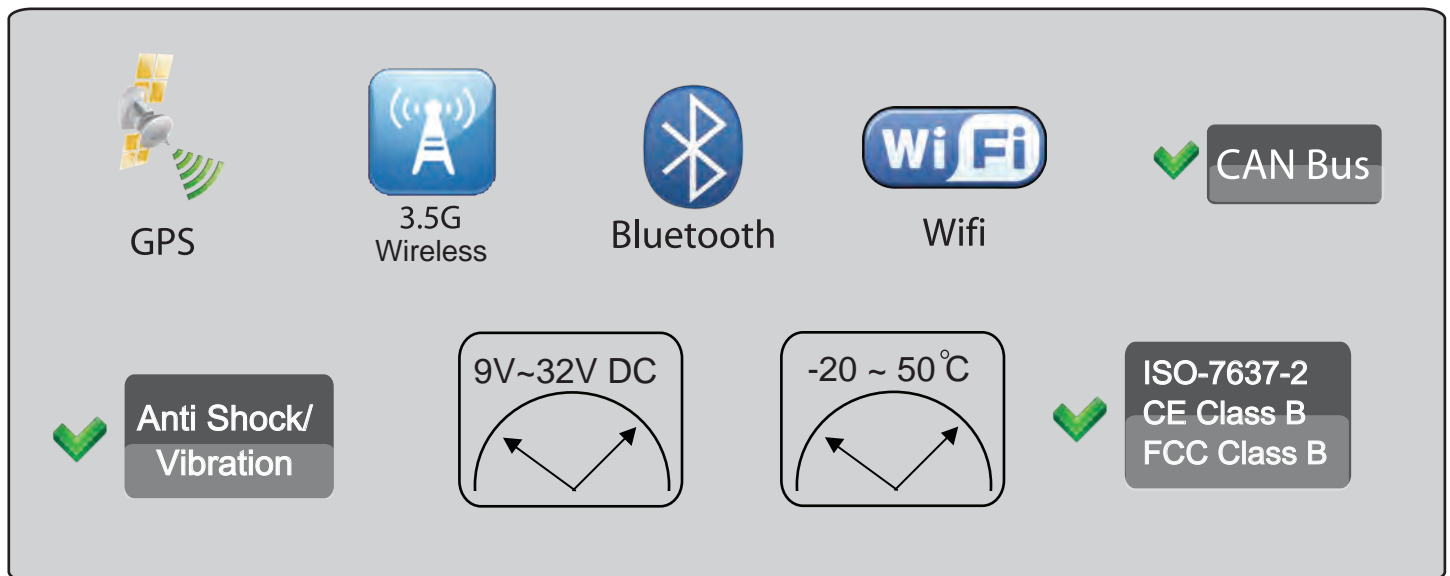 Wi Fi
CAN Bus
GPS
3.5G
Wireless
Bluetooth
Wifi
Anti Shock/
Vibration
9V~32V DC
-20 ~ 50°C
ISO-7637-2
CE Class B
FCC Class B